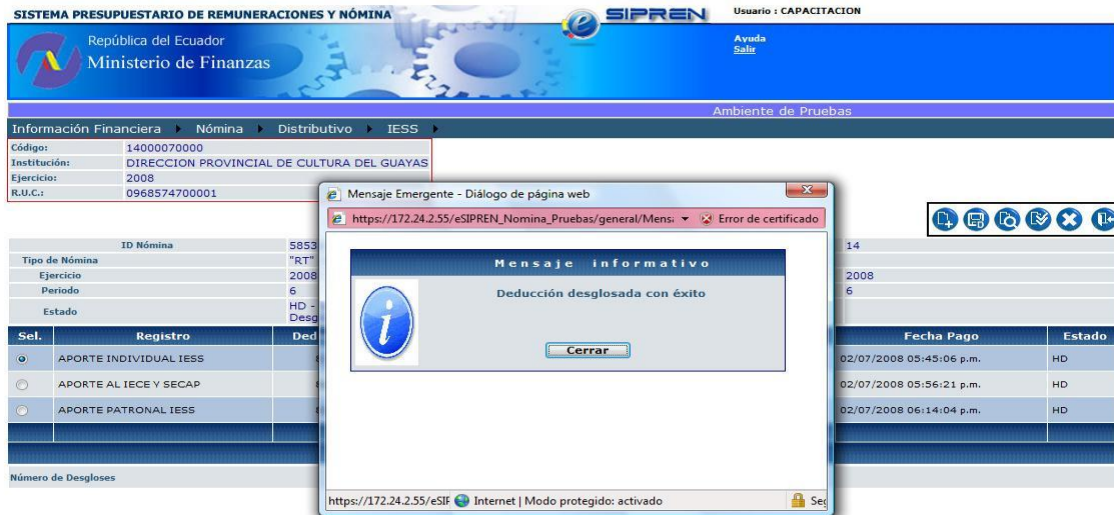 SISTEMA PRESUPUESTARIO DE REMUNERACIONES Y NÓMINA
e SIPREN
Usuario : CAPACITACION
República del Ecuador
Ministerio de Finanzas
Ayuda
Salir
Ambiente de Pruebas
Información Financiera Nómina Distributivo IESS
Código: 14000070000
Institución: DIRECCION PROVINCIAL DE CULTURA DEL GUAYAS
Ejercicio: 2008
R.U.C.: 0968574700001
Mensaje Emergente - Diálogo de página web
https://172.24.2.55/eSIPREN_Nomina_Pruebas/general/Mensa Error de certificado
ID Nómina 5853 14
Tipo de Nómina "RT"
Ejercicio 2008 2008
Periodo 6 6
Estado HD -
Desg
Mensaje informativo
Deducción desglosada con éxito
Cerrar
Sel. Registro Ded Fecha Pago Estado
APORTE INDIVIDUAL IESS 02/07/2008 05:45:06 p.m. HD
APORTE AL IECE Y SECAP 02/07/2008 05:56:21 p.m. HD
APORTE PATRONAL IESS 02/07/2008 06:14:04 p.m. HD
Número de Desgloses
https://172.24.2.55/eSIF Internet | Modo protegido: activado Seg